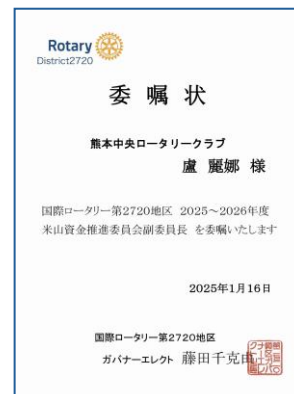 Rotary
District2720
委嘱状
熊本中央ロータリークラブ
盧 麗娜 様
国際ロータリー第2720地区 2025～2026年度
米山資金推進委員会副委員長 を委嘱いたします
2025年1月16日
国際ロータリー第2720地区
ガバナーエレクト 藤田千克由